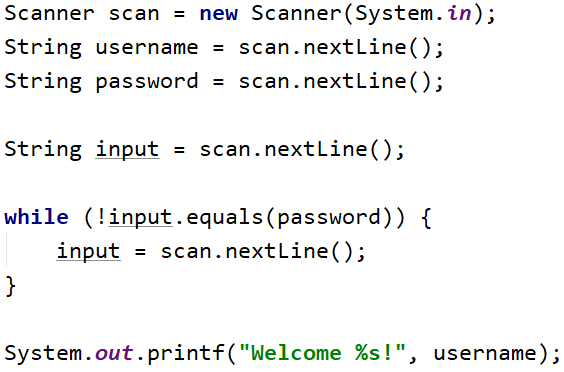 Scanner scan = new Scanner(System.in);
String username = scan.nextLine();
String password = scan.nextLine();

String input = scan.nextLine();

while (!input.equals(password)) {
    input = scan.nextLine();
}

System.out.printf("Welcome %s!", username);